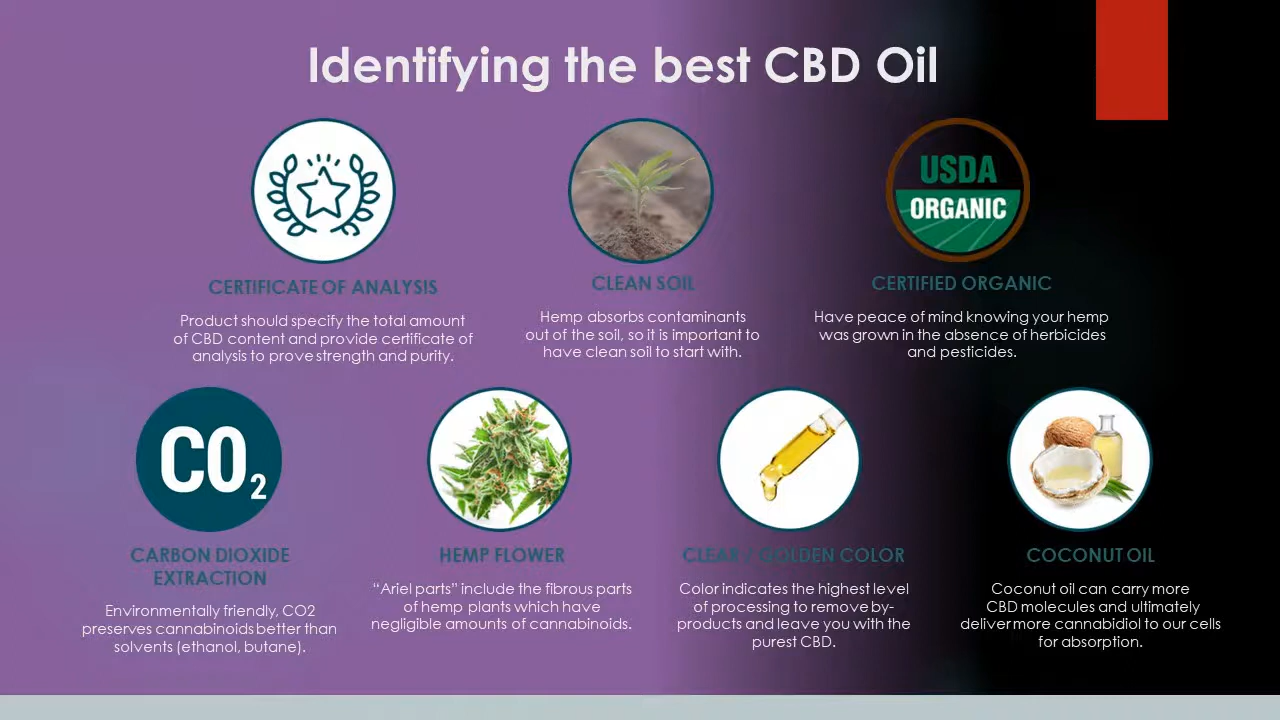 Identifying the best CBD Oil
USDA
ORGANIC
CERTIFICATE OF ANALYSIS
Product should specify the total amount
of CBD content and provide certificate of
analysis to prove strength and purity.
CLEAN SOIL
Hemp absorbs contaminants
out of the soil, so it is important to
have clean soil to start with.
CERTIFIED ORGANIC
Have peace of mind knowing your hemp
was grown in the absence of herbicides
and pesticides.
CO2
CARBON DIOXIDE
EXTRACTION
Environmentally friendly, CO2
preserves cannabinoids better than
solvents (ethanol, butane).
HEMP FLOWER
“Ariel parts” include the fibrous parts
of hemp plants which have
negligible amounts of cannabinoids.
CLEAR / GOLDEN COLOR
Color indicates the highest level
of processing to remove by-
products and leave you with the
purest CBD.
COCONUT OIL
Coconut oil can carry more
CBD molecules and ultimately
deliver more cannabidiol to our cells
for absorption.